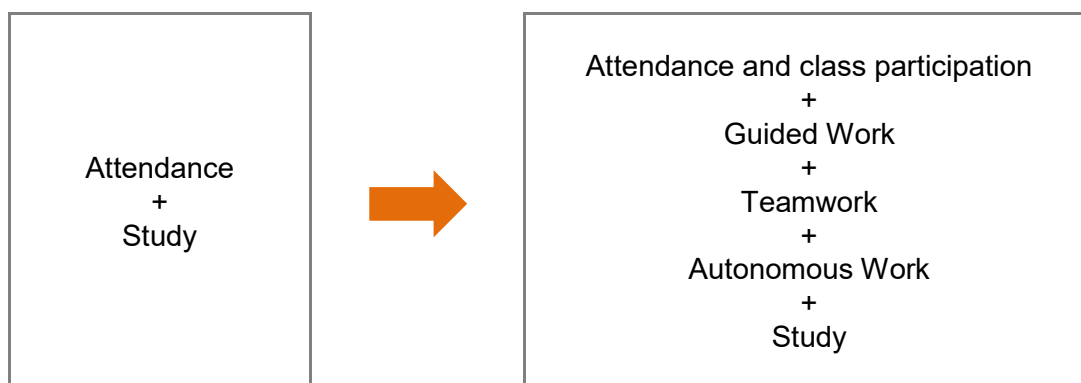 Attendance
+
Study
Attendance and class participation
+
Guided Work
+
Teamwork
+
Autonomous Work
+
Study